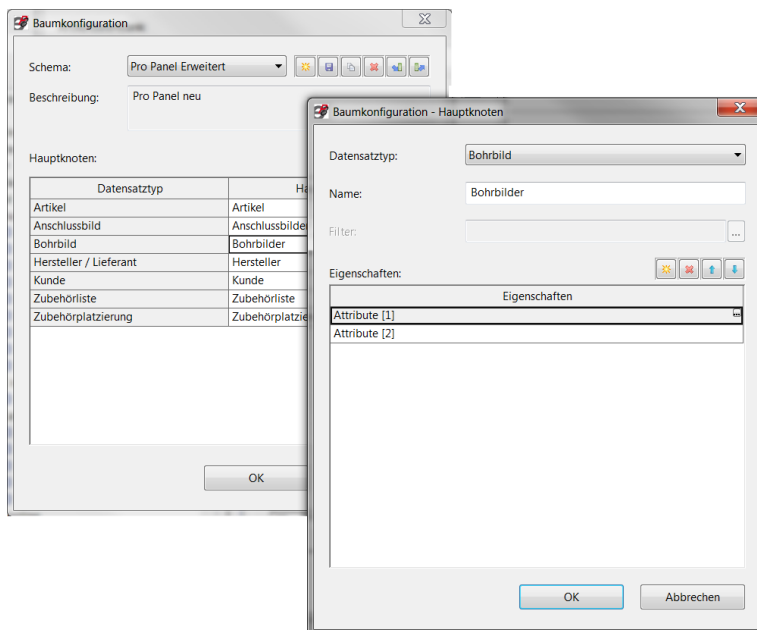 Baumkonfiguration
Schema: Pro Panel Erweitert
Beschreibung: Pro Panel neu
Hauptknoten:
Datensatztyp
Artikel Artikel
Anschlussbild
Bohrbild Bohrbilder
Hersteller / Lieferant Hersteller
Kunde Kunde
Zubehörliste Zubehörliste
Zubehörplatzierung
OK
Baumkonfiguration - Hauptknoten
Datensatztyp: Bohrbild
Name: Bohrbilder
Filter: ...
Eigenschaften:
Eigenschaften
Attribute [1] ...
Attribute [2]
OK Abbrechen